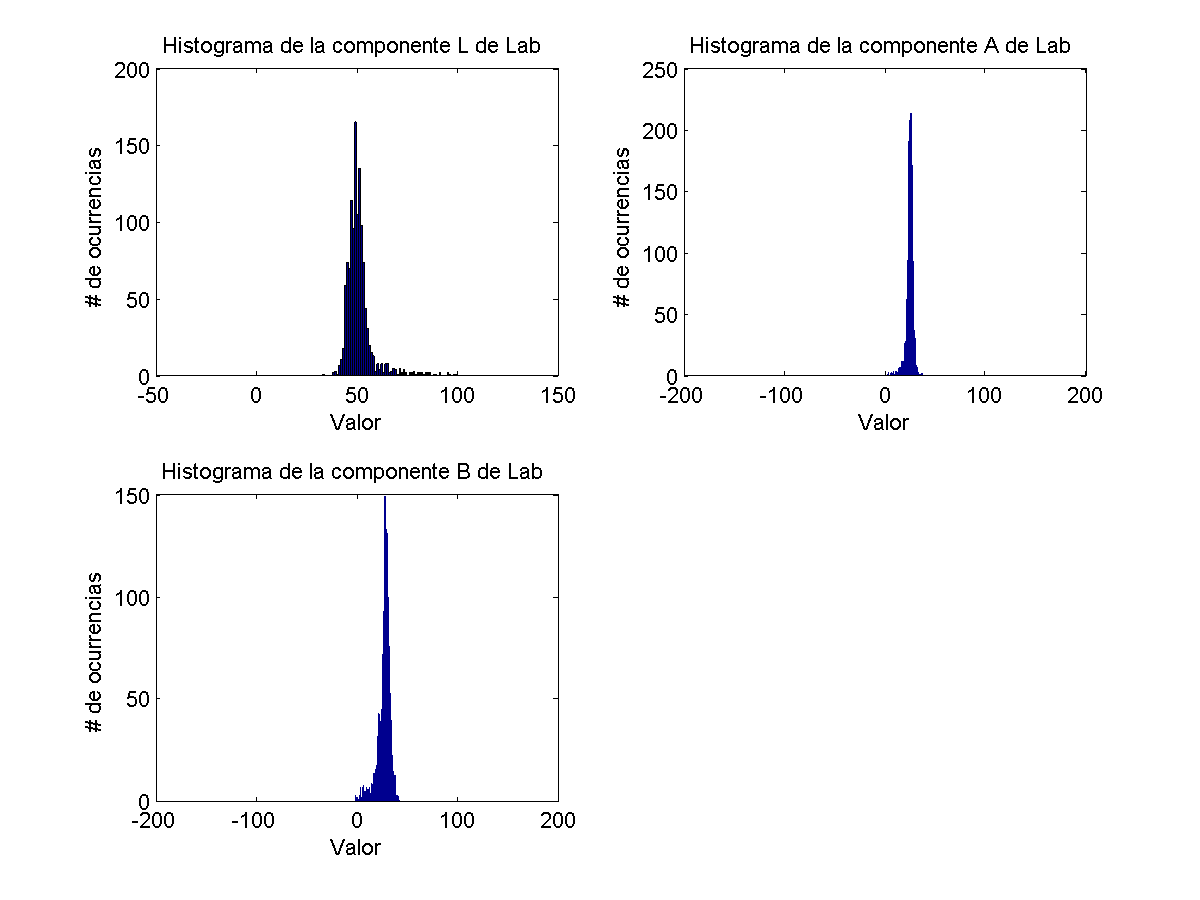 Histograma de la componente L de Lab
200
150
100
50
0
-50 0 50 100 150
# de ocurrencias
Valor
Histograma de la componente A de Lab
250
200
150
100
50
0
-200 -100 0 100 200
# de ocurrencias
Valor
Histograma de la componente B de Lab
150
100
50
0
-200 -100 0 100 200
# de ocurrencias
Valor